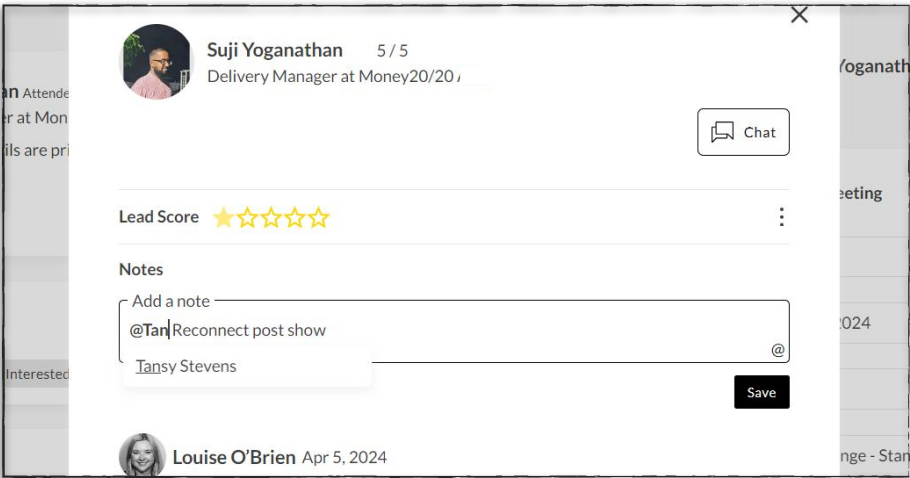 Suji Yoganathan 5 / 5
Delivery Manager at Money20/20
Chat
Lead Score
Notes
Add a note
@Tan Reconnect post show
@
Tansy Stevens
Save
Louise O’Brien Apr 5, 2024
an Attende
er at Mon
ils are pri
Interested
Yoganath
eeting
2024
nge - Stan